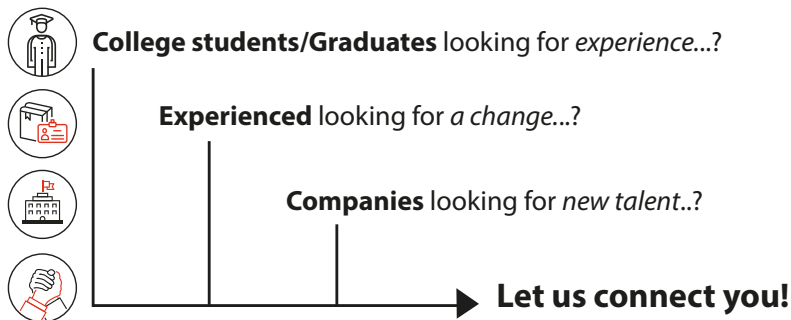 College students/Graduates looking for experience...?
Experienced looking for a change...?
Companies looking for new talent..?
Let us connect you!